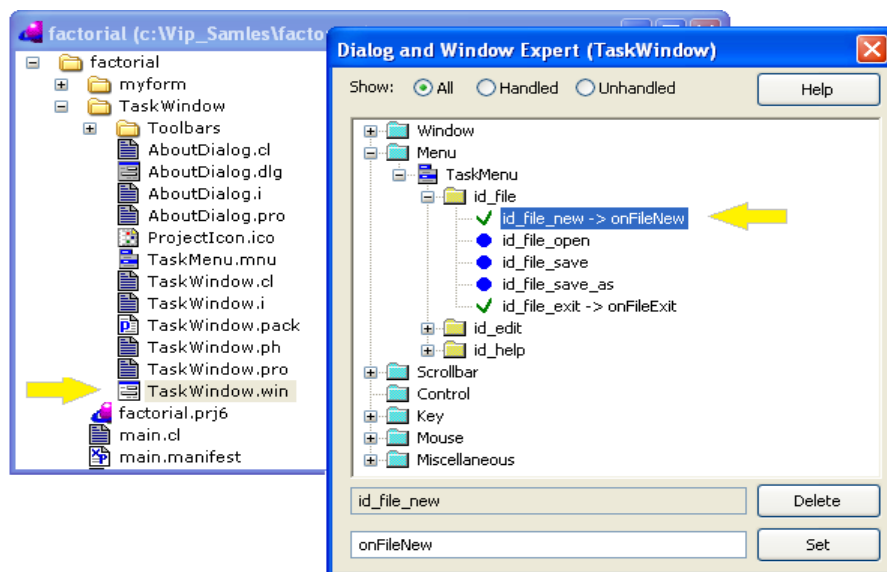 factorial (c:\Wip_Samles\facto
factorial
myform
TaskWindow
Toolbars
AboutDialog.cl
AboutDialog.dlg
AboutDialog.i
AboutDialog.pro
ProjectIcon.ico
TaskMenu.mnu
TaskWindow.cl
TaskWindow.i
TaskWindow.pack
TaskWindow.ph
TaskWindow.pro
TaskWindow.win
factorial.prj6
main.cl
main.manifest
Dialog and Window Expert (TaskWindow)
Show: All Handled Unhandled Help
Window
Menu
TaskMenu
id_file
id_file_new -> onFileNew
id_file_open
id_file_save
id_file_save_as
id_file_exit -> onFileExit
id_edit
id_help
Scrollbar
Control
Key
Mouse
Miscellaneous
id_file_new Delete
onFileNew Set